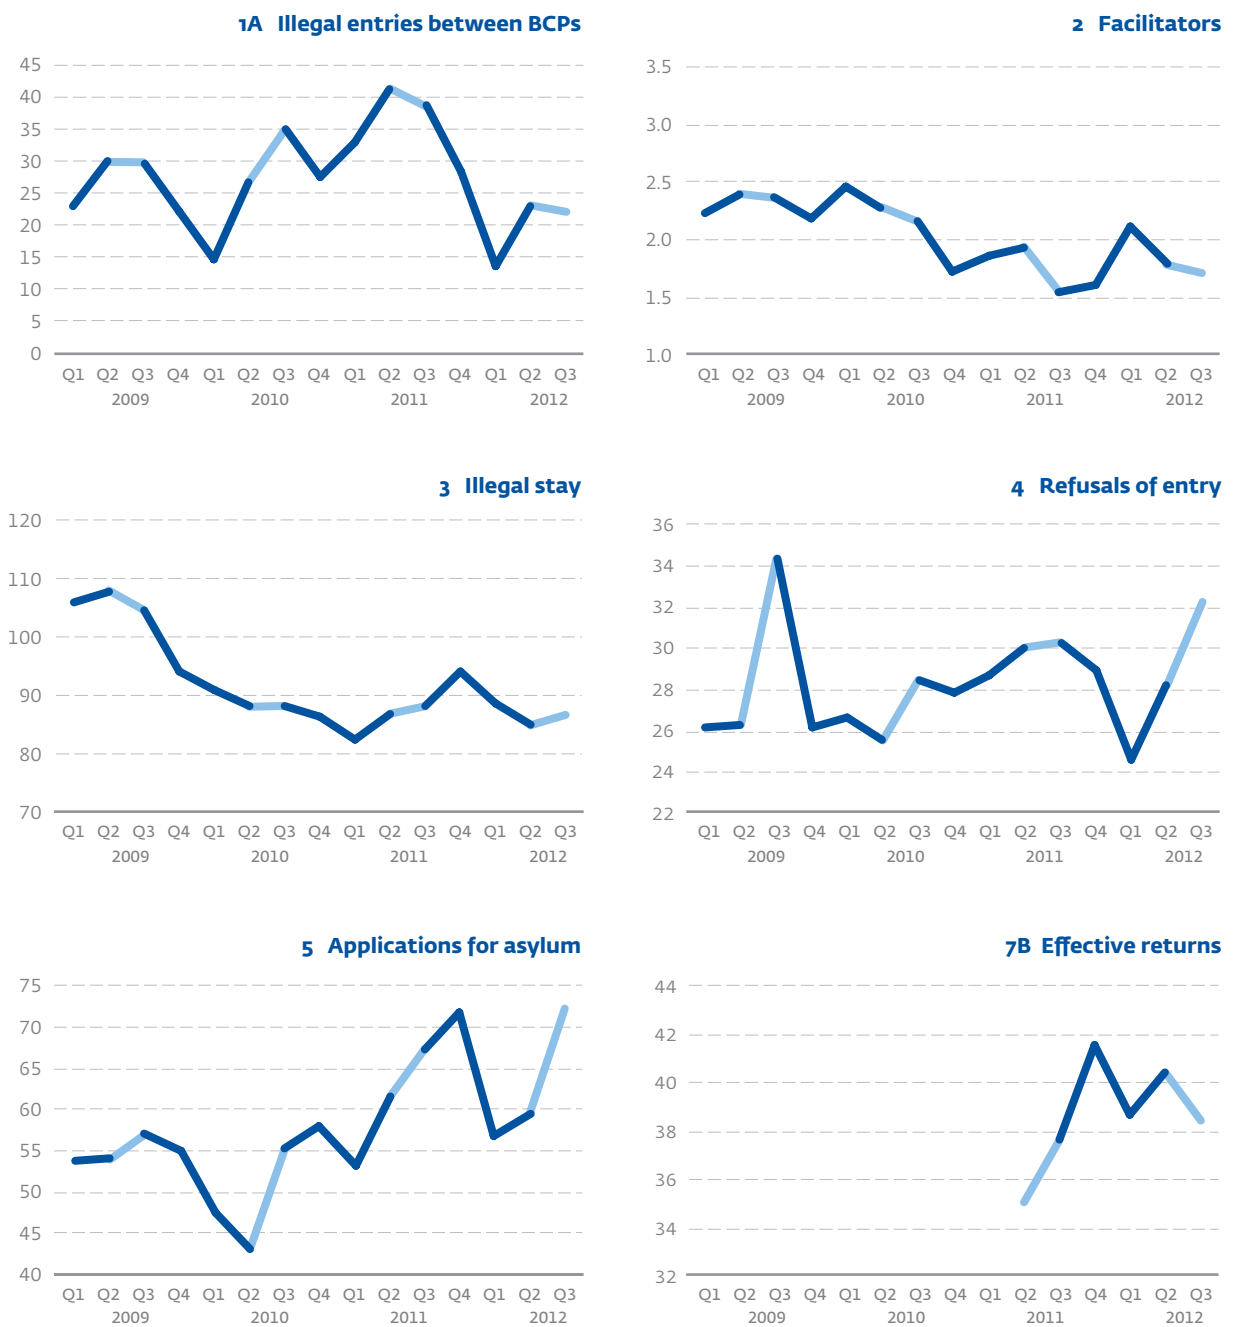 1A Illegal entries between BCPs
45
40
35
30
25
20
15
10
5
0
Q1 Q2 Q3 Q4 Q1 Q2 Q3 Q4 Q1 Q2 Q3 Q4 Q1 Q2 Q3
2009 2010 2011 2012
2 Facilitators
3.5
3.0
2.5
2.0
1.5
1.0
Q1 Q2 Q3 Q4 Q1 Q2 Q3 Q4 Q1 Q2 Q3 Q4 Q1 Q2 Q3
2009 2010 2011 2012
3 Illegal stay
120
110
100
90
80
70
Q1 Q2 Q3 Q4 Q1 Q2 Q3 Q4 Q1 Q2 Q3 Q4 Q1 Q2 Q3
2009 2010 2011 2012
4 Refusals of entry
36
34
32
30
28
26
24
22
Q1 Q2 Q3 Q4 Q1 Q2 Q3 Q4 Q1 Q2 Q3 Q4 Q1 Q2 Q3
2009 2010 2011 2012
5 Applications for asylum
75
70
65
60
55
50
45
40
Q1 Q2 Q3 Q4 Q1 Q2 Q3 Q4 Q1 Q2 Q3 Q4 Q1 Q2 Q3
2009 2010 2011 2012
7B Effective returns
44
42
40
38
36
34
32
Q1 Q2 Q3 Q4 Q1 Q2 Q3 Q4 Q1 Q2 Q3 Q4 Q1 Q2 Q3
2009 2010 2011 2012